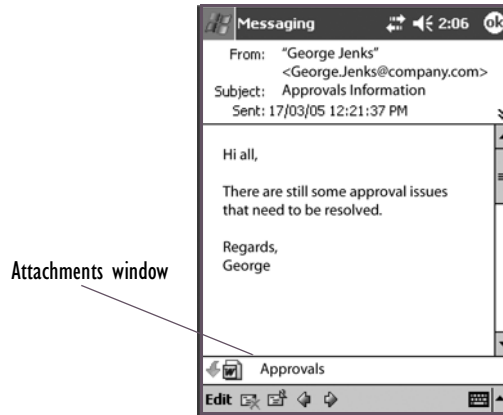 Messaging 2:06 ok
From: "George Jenks"
<George.Jenks@company.com>
Subject: Approvals Information
Sent: 17/03/05 12:21:37 PM
Hi all,
There are still some approval issues
that need to be resolved.
Regards,
George
Attachments window
Approvals
Edit